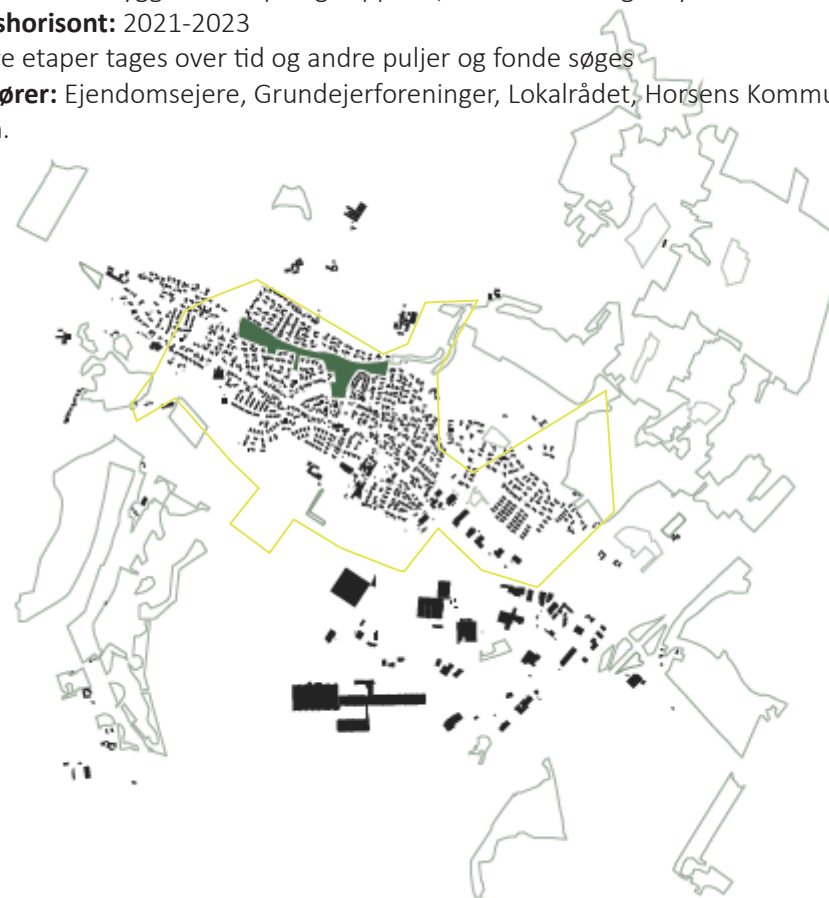 shorisont: 2021-2023
re etaper tages over tid og andre puljer og fonde søges
ører: Ejendomsejere, Grundejerforeninger, Lokalrådet, Horsens Kommu